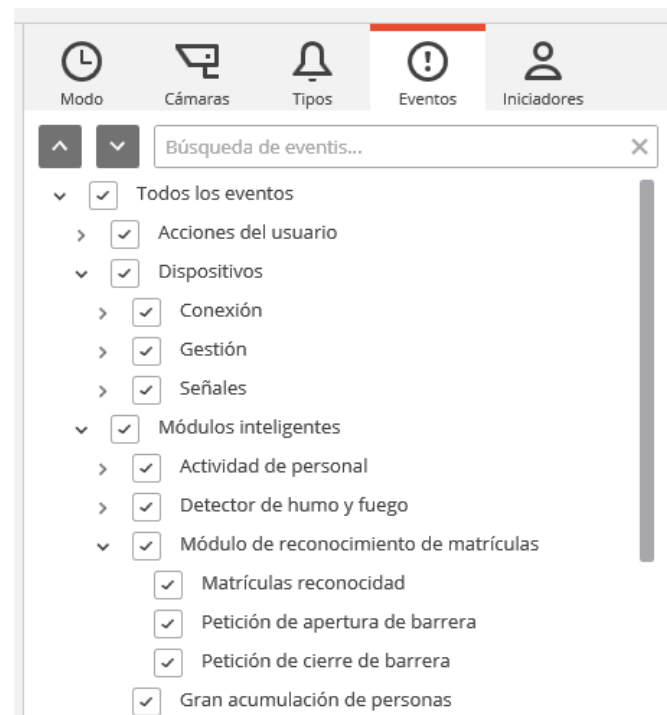 Modo Cámaras Tipos Eventos Iniciadores
Búsqueda de eventis...
Todos los eventos
Acciones del usuario
Dispositivos
Conexión
Gestión
Señales
Módulos inteligentes
Actividad de personal
Detector de humo y fuego
Módulo de reconocimiento de matrículas
Matrículas reconocidad
Petición de apertura de barrera
Petición de cierre de barrera
Gran acumulación de personas